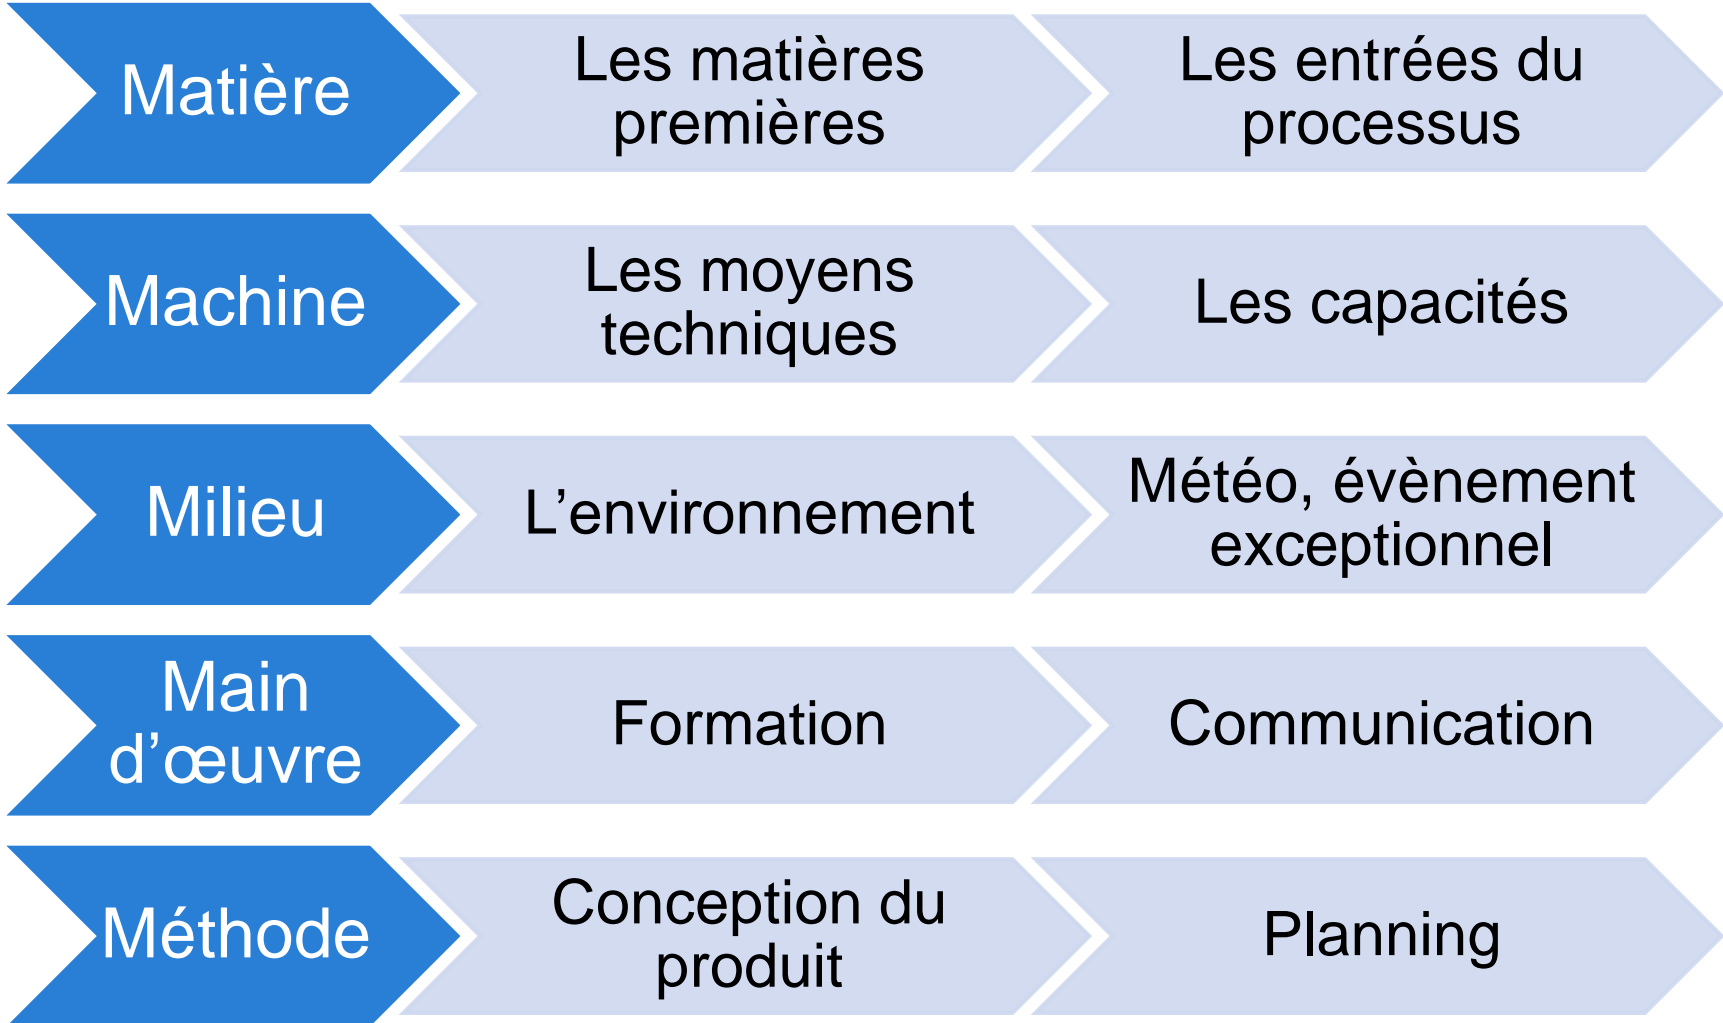 Matière
Les matières
premières
Les entrées du
processus
Machine
Les moyens
techniques
Les capacités
Milieu
L’environnement
Météo, évènement
exceptionnel
Main
d’œuvre
Formation
Communication
Méthode
Conception du
produit
Planning